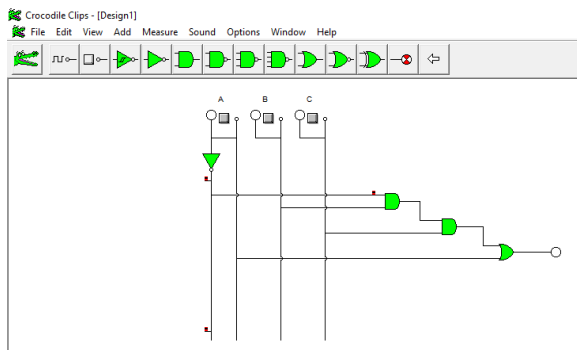 Crocodile Clips - [Design1]
File Edit View Add Measure Sound Options Window Help
A B C